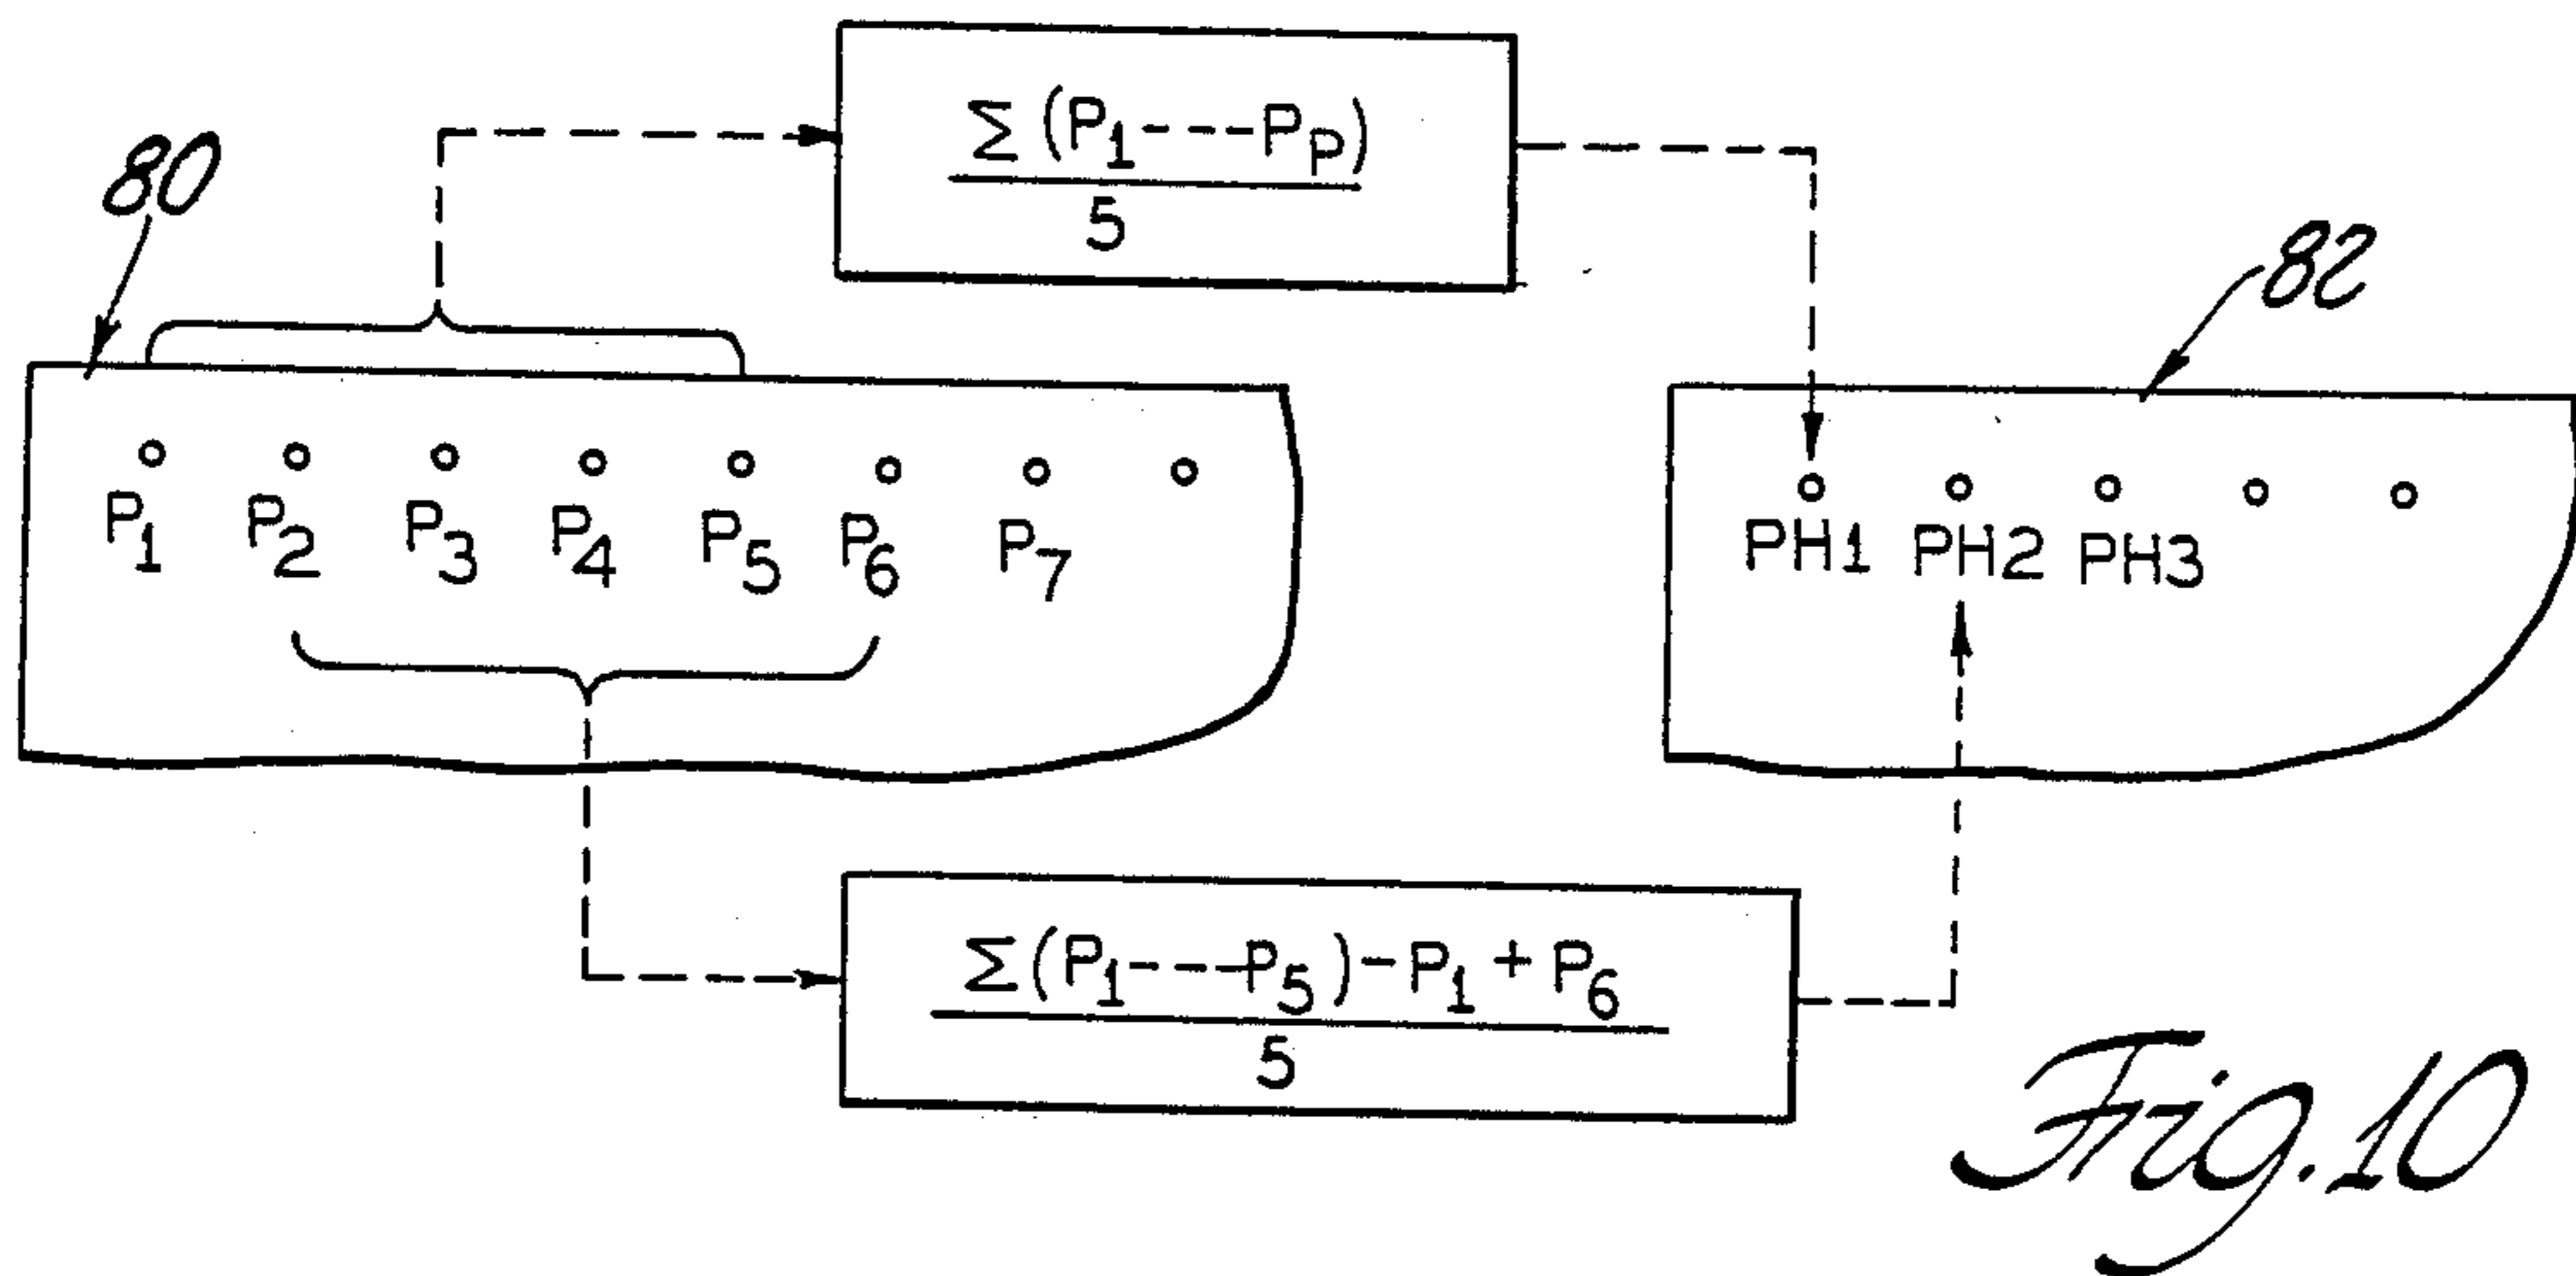 Σ (P₁----Pₚ)
5
80
82
P₁ P₂ P₃ P₄ P₅ P₆ P₇
PH1 PH2 PH3
Σ (P₁----P₅) - P₁ + P₆
5
Fig. 10